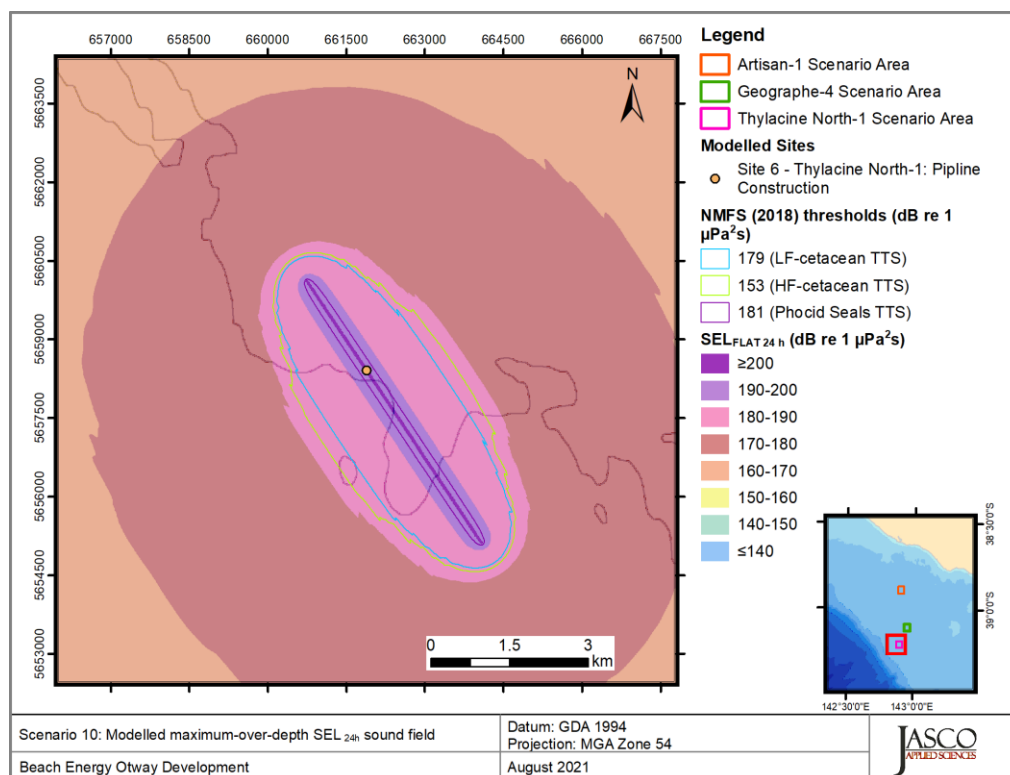 657000 658500 660000 661500 663000 664500 666000 667500
5663500
5662000
5660500
5659000
5657500
5656000
5654500
5653000
N
0 1.5 3
km
Legend
Artisan-1 Scenario Area
Geographe-4 Scenario Area
Thylacine North-1 Scenario Area
Modelled Sites
Site 6 - Thylacine North-1: Pipline
Construction
NMFS (2018) thresholds (dB re 1
µPa²s)
179 (LF-cetacean TTS)
153 (HF-cetacean TTS)
181 (Phocid Seals TTS)
SEL FLAT 24 h (dB re 1 µPa²s)
≥200
190-200
180-190
170-180
160-170
150-160
140-150
≤140
38°30'0"S
39°0'0"S
142°30'0"E 143°0'0"E
Scenario 10: Modelled maximum-over-depth SEL 24h sound field
Beach Energy Otway Development
Datum: GDA 1994
Projection: MGA Zone 54
August 2021
JASCO
APPLIED SCIENCES